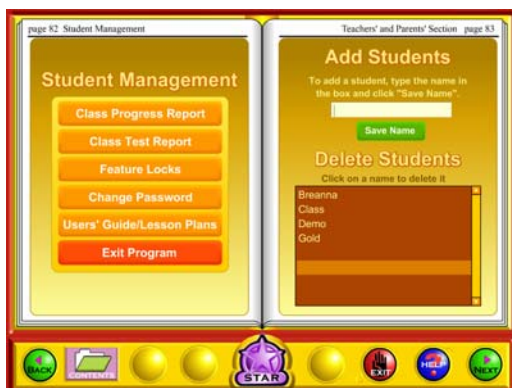 page 82 Student Management
Student Management
Class Progress Report
Class Test Report
Feature Locks
Change Password
Users' Guide/Lesson Plans
Exit Program
Teachers' and Parents' Section page 83
Add Students
To add a student, type the name in
the box and click "Save Name".
Save Name
Delete Students
Click on a name to delete it
Breanna
Class
Demo
Gold
BACK
CONTENTS
STAR
EXIT
HELP
NEXT